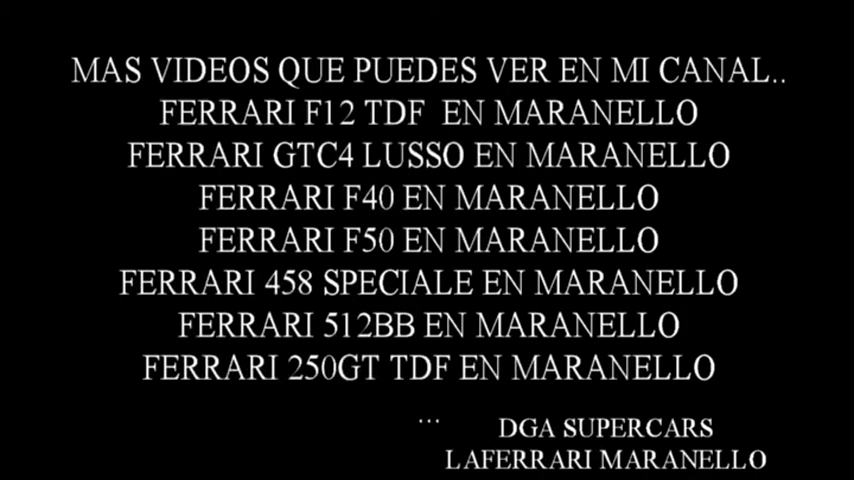 MAS VIDEOS QUE PUEDES VER EN MI CANAL..
FERRARI F12 TDF EN MARANELLO
FERRARI GTC4 LUSSO EN MARANELLO
FERRARI F40 EN MARANELLO
FERRARI F50 EN MARANELLO
FERRARI 458 SPECIALE EN MARANELLO
FERRARI 512BB EN MARANELLO
FERRARI 250GT TDF EN MARANELLO
...
DGA SUPERCARS
LAFERRARI MARANELLO